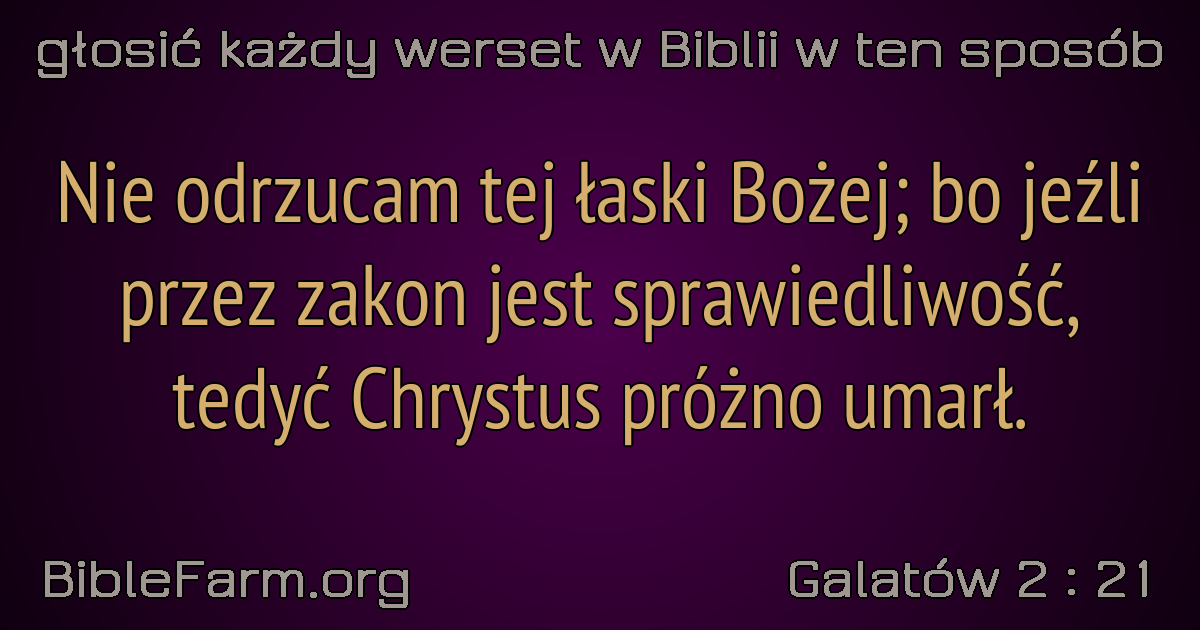 głosić każdy werset w Biblii w ten sposób
Nie odrzucam tej łaski Bożej; bo jeźli
przez zakon jest sprawiedliwość,
tedyć Chrystus próżno umarł.
BibleFarm.org
Galatów 2 : 21